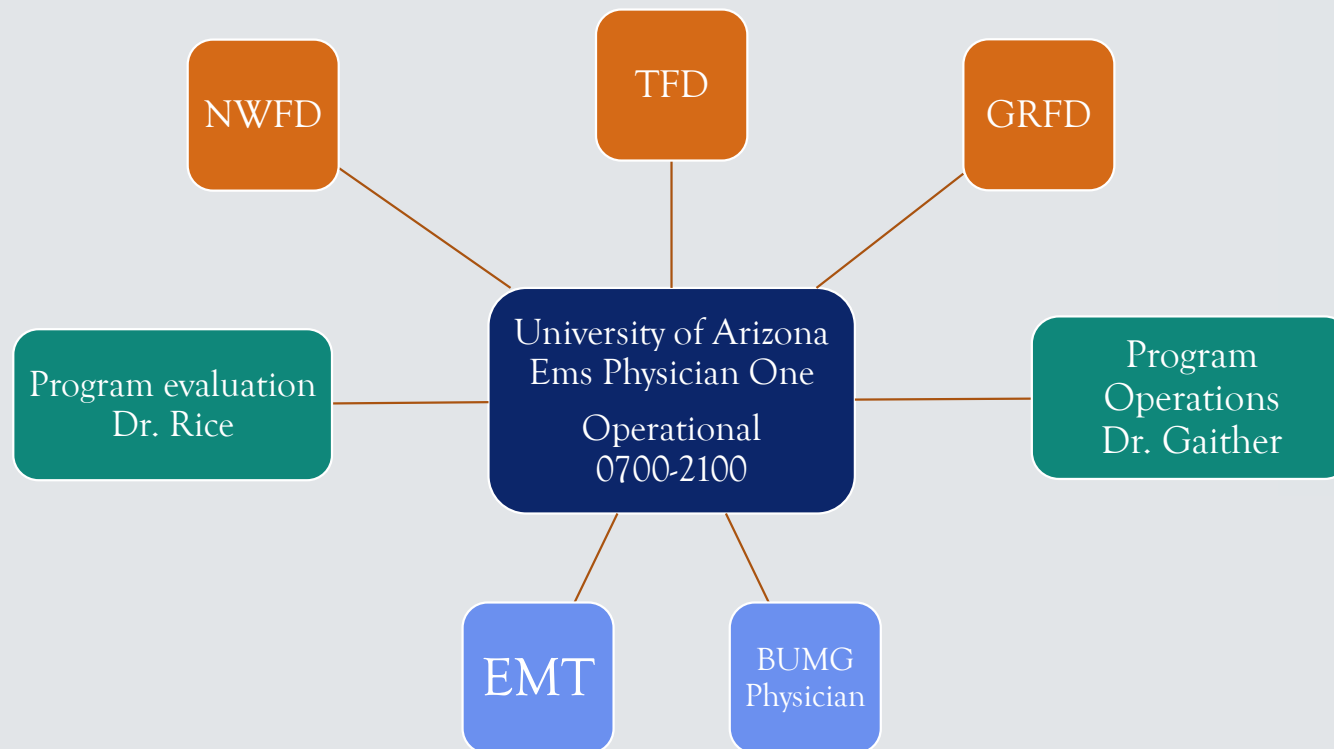 NWFD
TFD
GRFD
University of Arizona
Ems Physician One
Operational
0700-2100
Program evaluation
Dr. Rice
Program
Operations
Dr. Gaither
EMT
BUMG
Physician